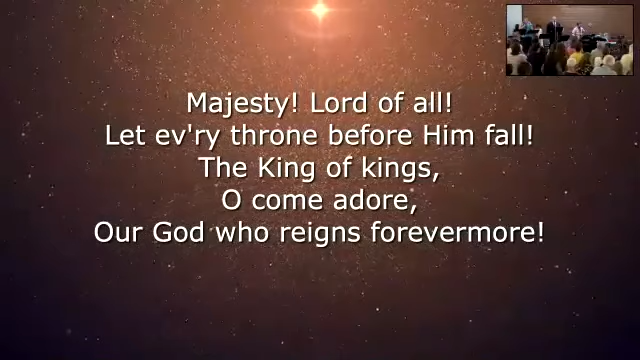 Majesty! Lord of all!
Let ev'ry throne before Him fall!
The King of kings,
O come adore,
Our God who reigns forevermore!